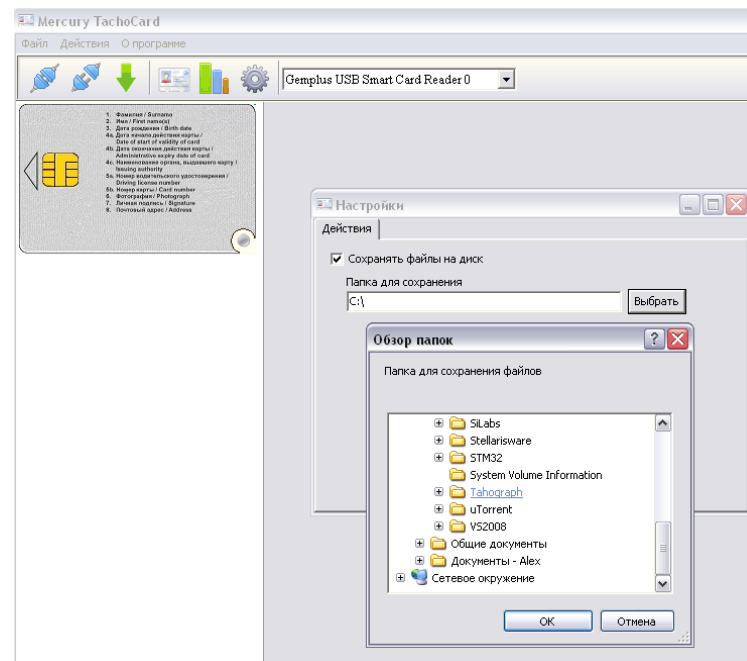 Mercury TachoCard
Файл Действия О программе
Gemplus USB Smart Card Reader 0
1. Фамилия / Surname
2. Имя / First name(s)
3. Дата рождения / Birth date
4a. Дата начала действия карты /
Date of start of validity of card
4b. Дата окончания действия карты /
Administrative expiry date of card
4c. Наименование органа, выдавшего карту /
Issuing authority
5a. Номер водительского удостоверения /
Driving license number
5b. Номер карты / Card number
6. Фотография / Photograph
7. Личная подпись / Signature
8. Почтовый адрес / Address
Настройки
Действия
Сохранять файлы на диск
Папка для сохранения
C:\
Выбрать
Обзор папок
Папка для сохранения файлов
SiLabs
Stellarisware
STM32
System Volume Information
Tahograph
uTorrent
VS2008
Общие документы
Документы - Alex
Сетевое окружение
OK
Отмена